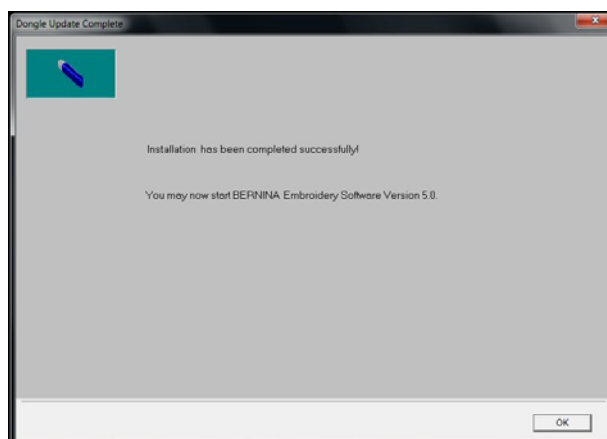 Dongle Update Complete
Installation has been completed successfully!
You may now start BERNINA Embroidery Software Version 5.0.
OK